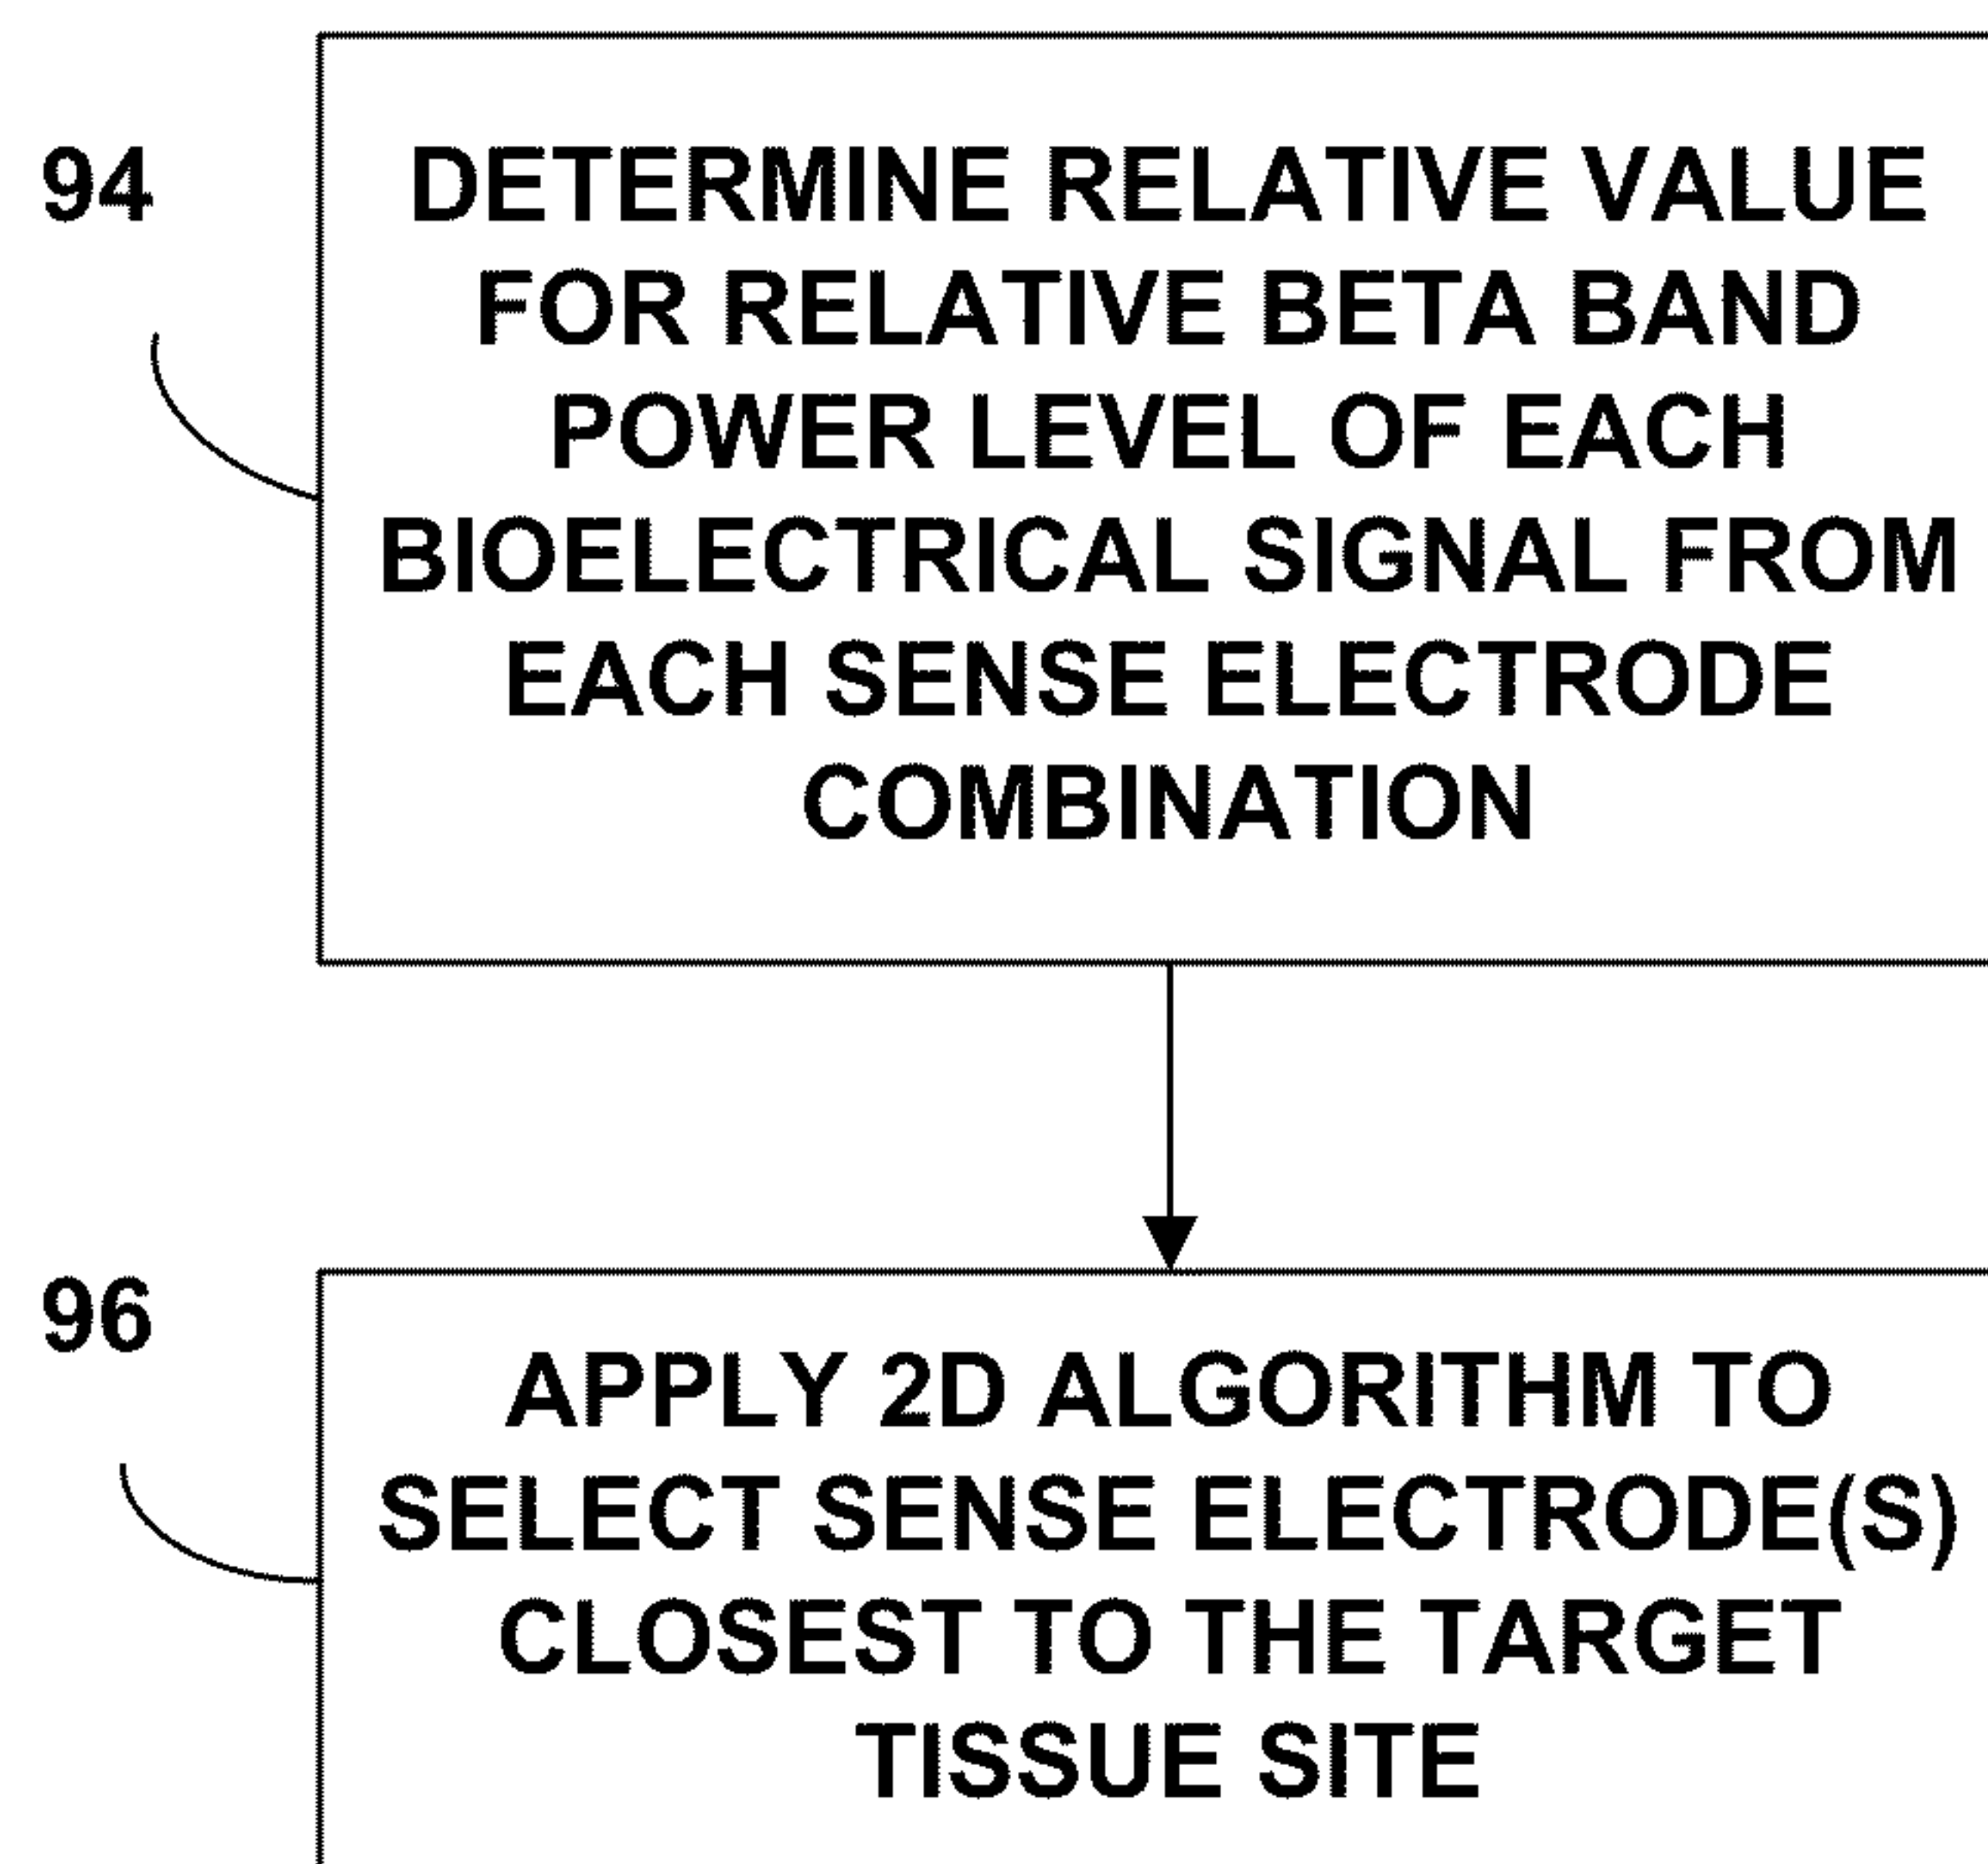 94
DETERMINE RELATIVE VALUE
FOR RELATIVE BETA BAND
POWER LEVEL OF EACH
BIOELECTRICAL SIGNAL FROM
EACH SENSE ELECTRODE
COMBINATION
96
APPLY 2D ALGORITHM TO
SELECT SENSE ELECTRODE(S)
CLOSEST TO THE TARGET
TISSUE SITE